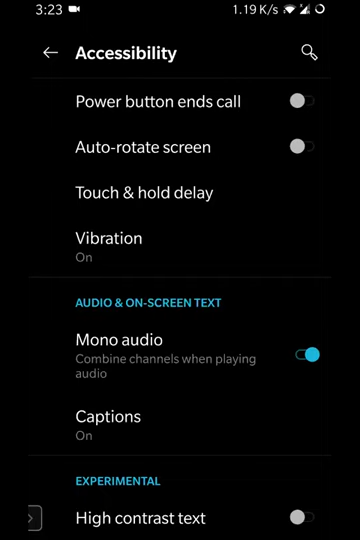 3:23 1.19 K/s
Accessibility
Power button ends call
Auto-rotate screen
Touch & hold delay
Vibration
On
AUDIO & ON-SCREEN TEXT
Mono audio
Combine channels when playing
audio
Captions
On
EXPERIMENTAL
High contrast text